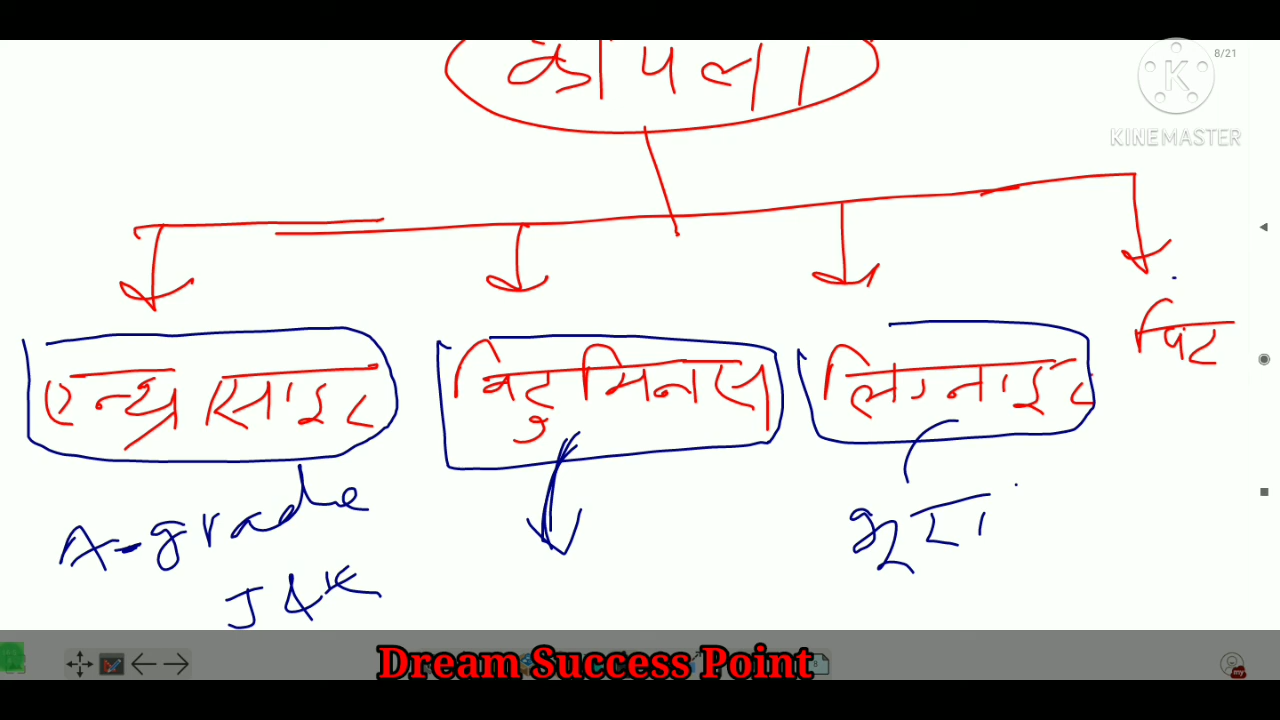 कोयला
8/21
KINEMASTER
एन्थ्रासाइट
बिटुमिनस
लिग्नाइट
पिट
A-grade
J&K
भूरा
Dream Success Point